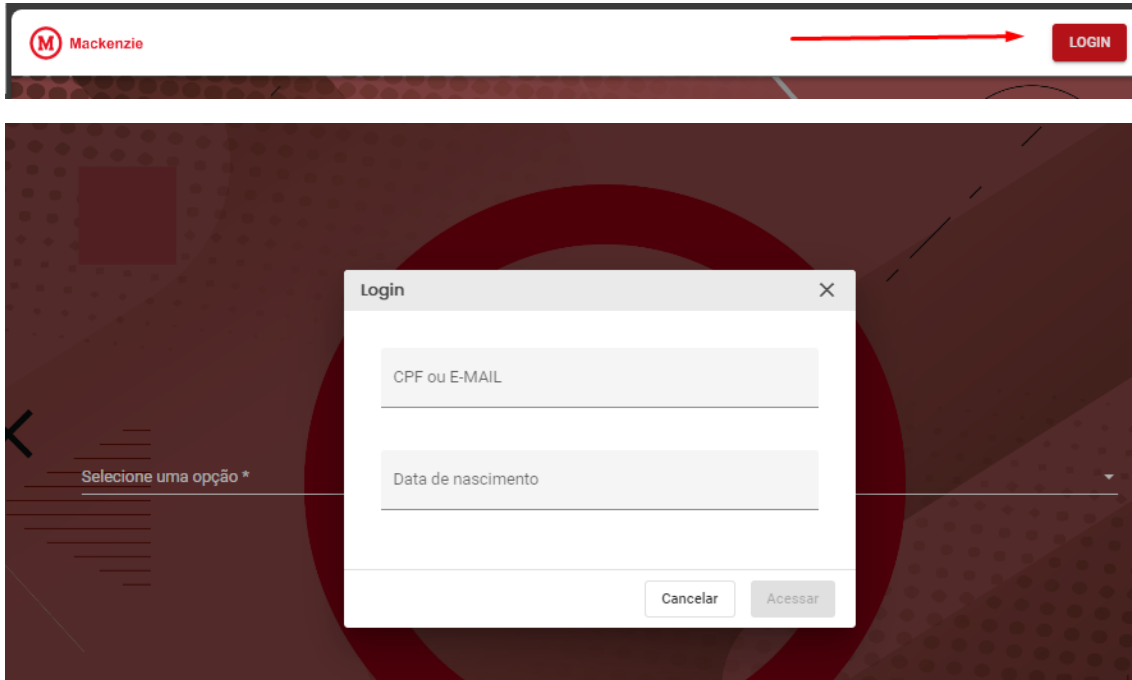 Mackenzie
LOGIN
Login
CPF ou E-MAIL
Selecione uma opção *
Data de nascimento
Cancelar
Acessar